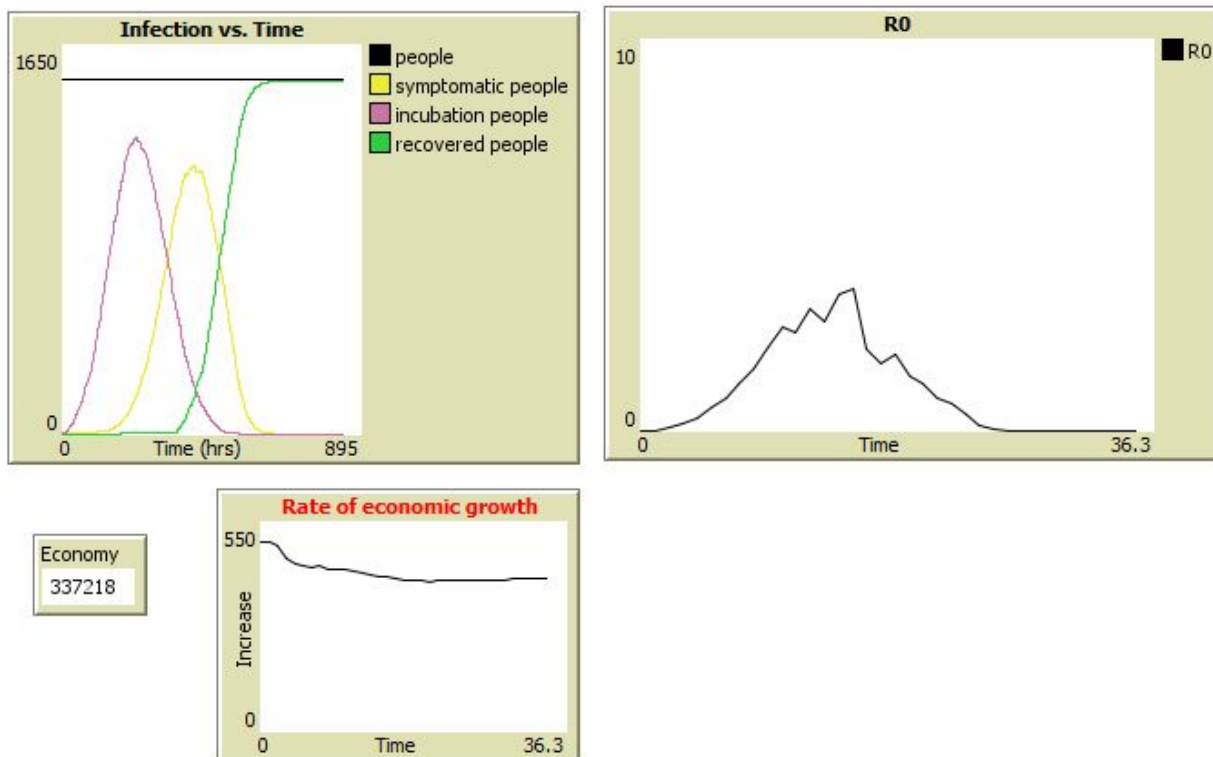 Infection vs. Time
1650
0
0
Time (hrs)
895
people
symptomatic people
incubation people
recovered people
R0
10
0
0
Time
36.3
R0
Economy
337218
Rate of economic growth
550
Increase
0
0
Time
36.3